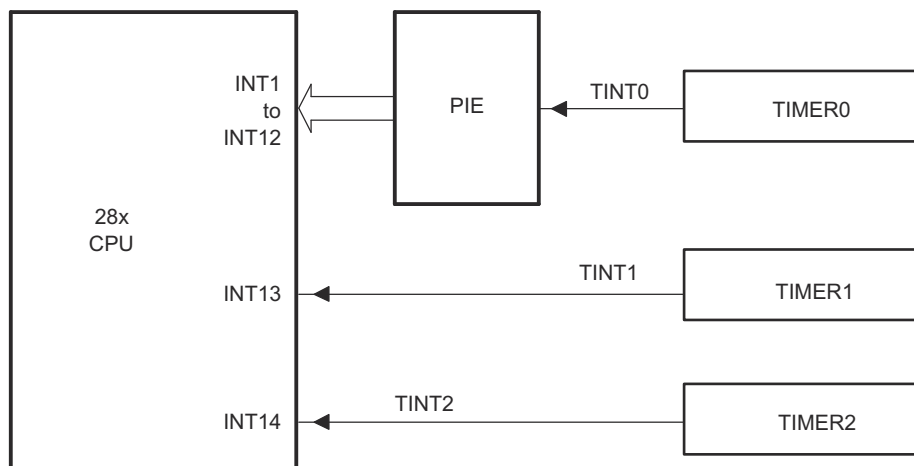 INT1
to
INT12
PIE
TINT0
TIMER0
28x
CPU
INT13
TINT1
TIMER1
INT14
TINT2
TIMER2